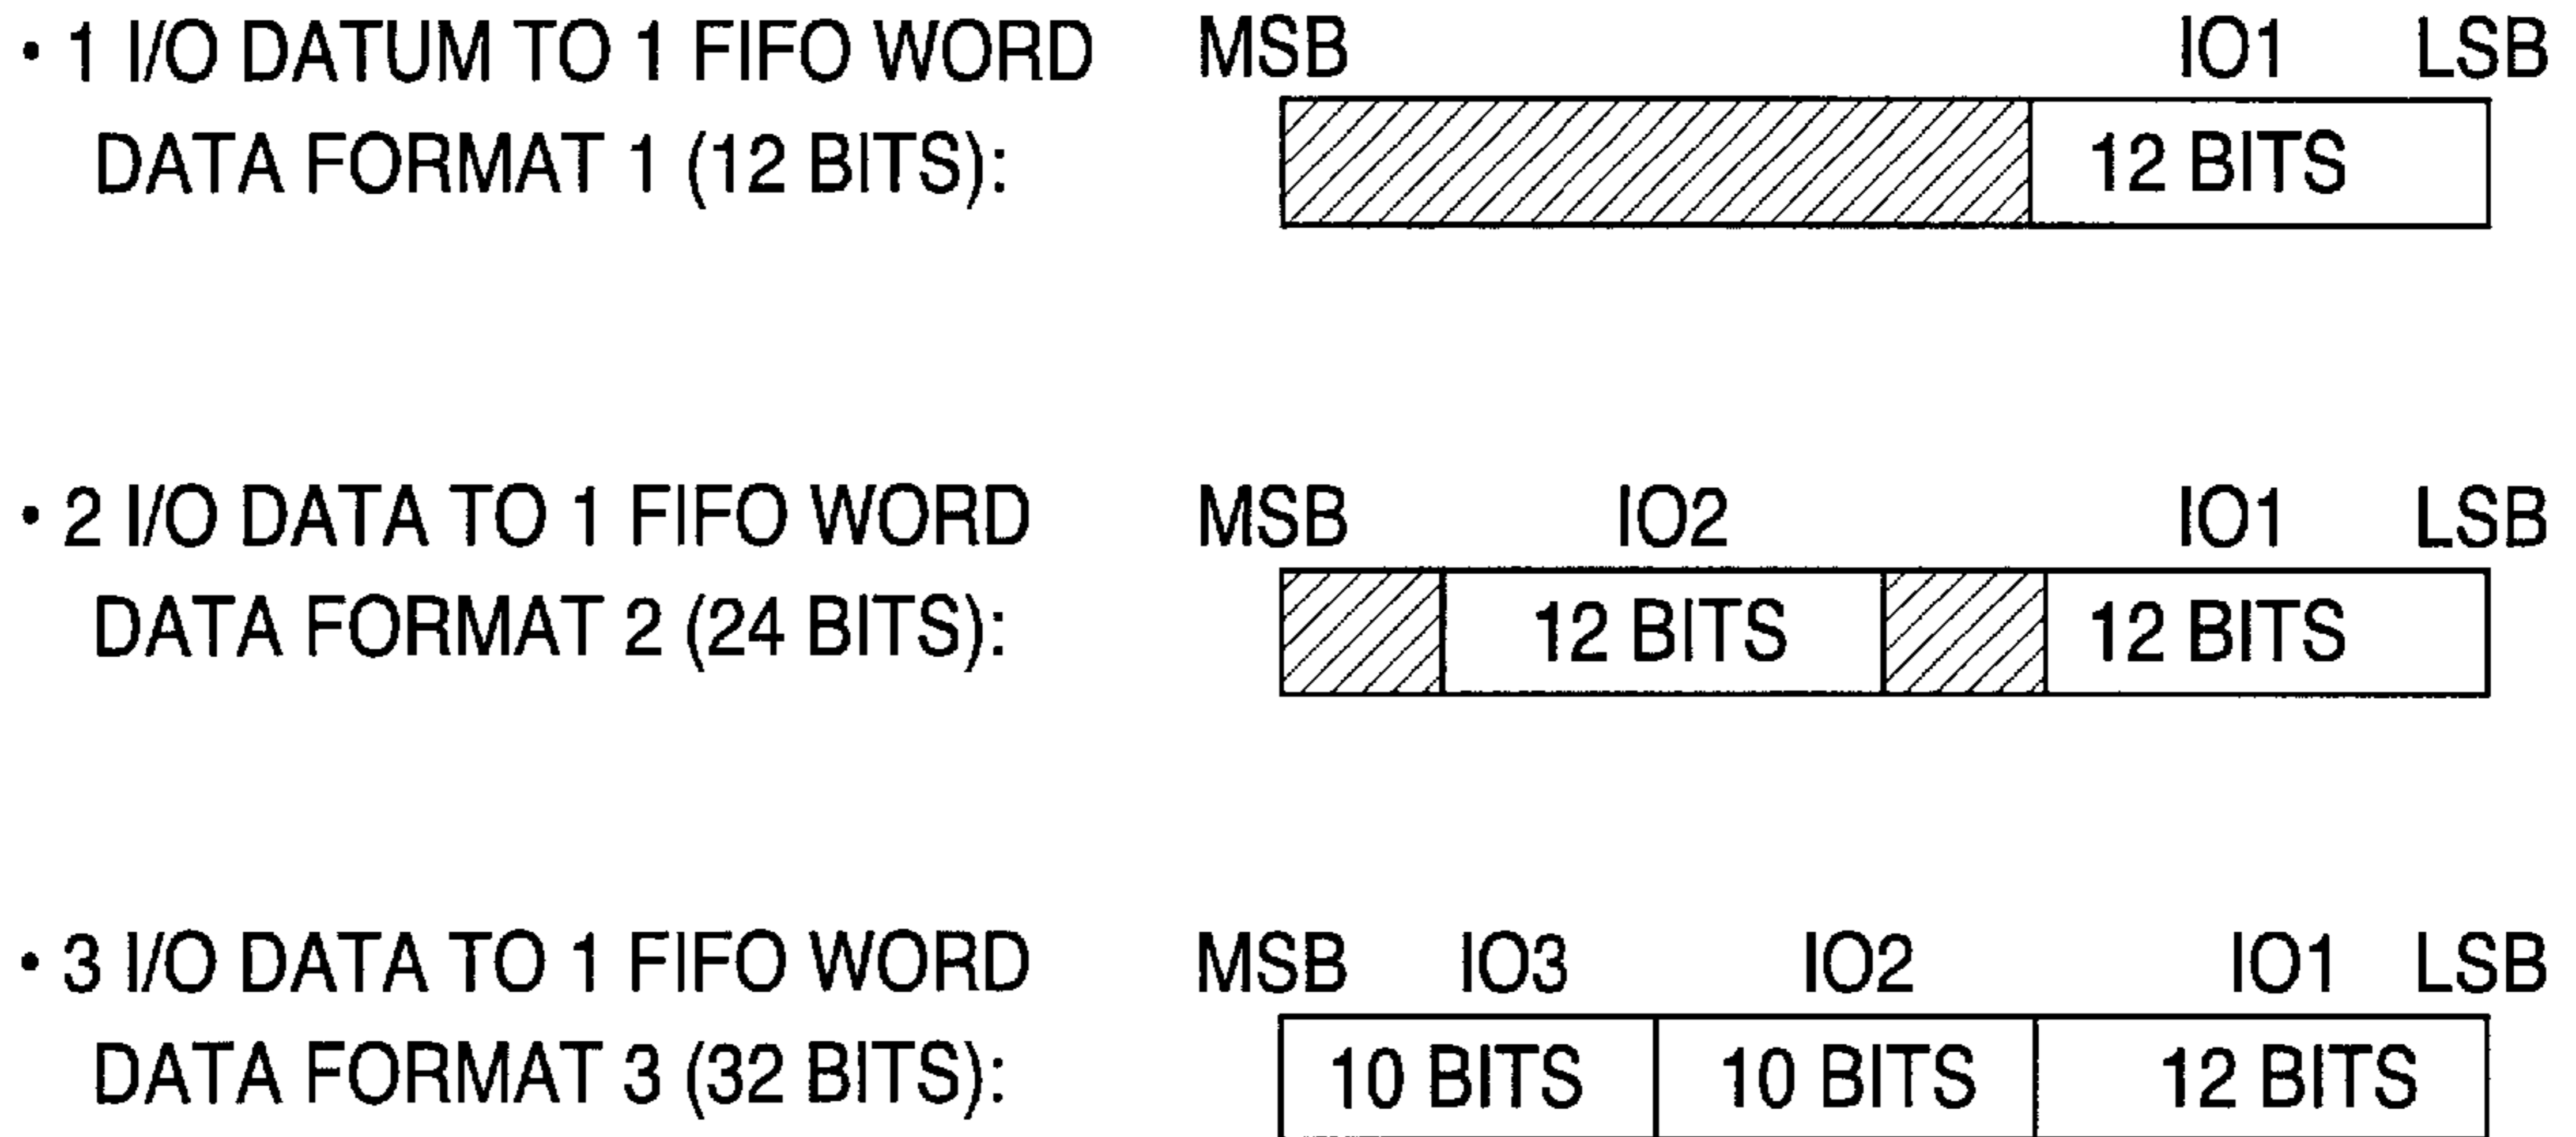 • 1 I/O DATUM TO 1 FIFO WORD MSB IO1 LSB
DATA FORMAT 1 (12 BITS): 12 BITS
• 2 I/O DATA TO 1 FIFO WORD MSB IO2 IO1 LSB
DATA FORMAT 2 (24 BITS): 12 BITS 12 BITS
• 3 I/O DATA TO 1 FIFO WORD MSB IO3 IO2 IO1 LSB
DATA FORMAT 3 (32 BITS): 10 BITS 10 BITS 12 BITS